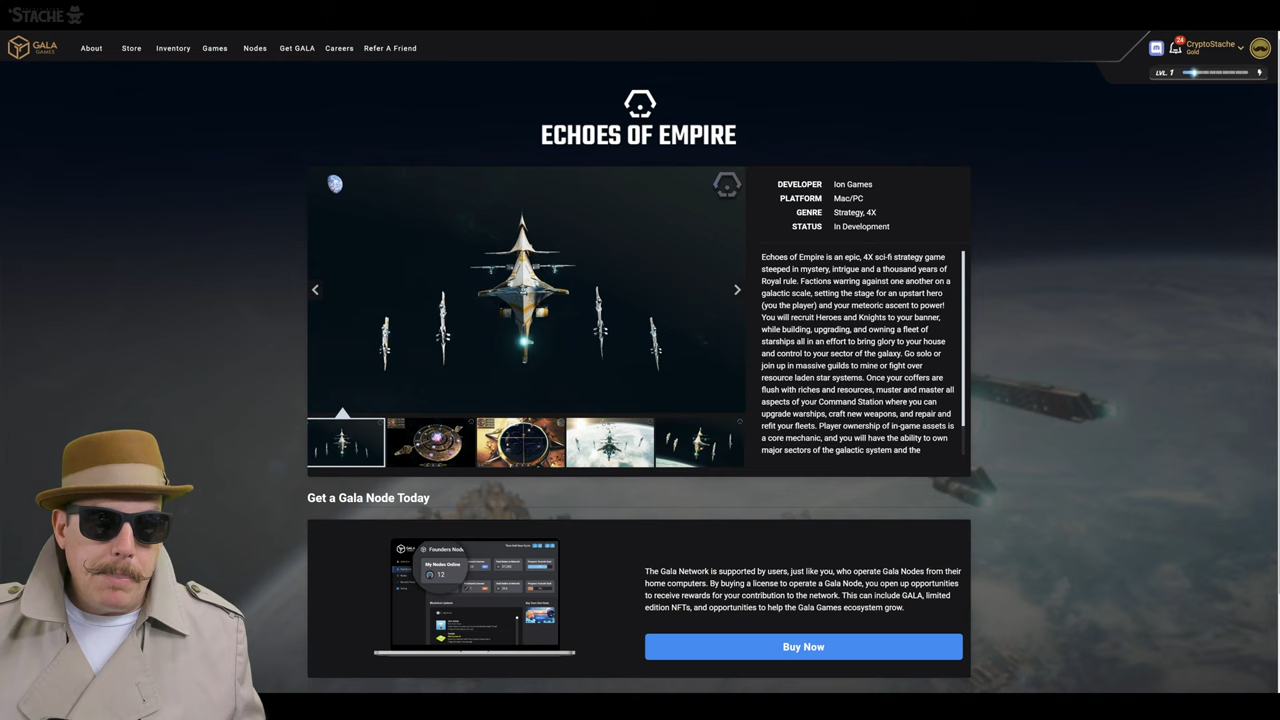 STACHE
GALA
GAMES
About Store Inventory Games Nodes Get GALA Careers Refer A Friend
24
CryptoStache
Gold
LVL. 1
ECHOES OF EMPIRE
DEVELOPER Ion Games
PLATFORM Mac/PC
GENRE Strategy, 4X
STATUS In Development
Echoes of Empire is an epic, 4X sci-fi strategy game
steeped in mystery, intrigue and a thousand years of
Royal rule. Factions warring against one another on a
galactic scale, setting the stage for an upstart hero
(you the player) and your meteoric ascent to power!
You will recruit Heroes and Knights to your banner,
while building, upgrading, and owning a fleet of
starships all in an effort to bring glory to your house
and control to your sector of the galaxy. Go solo or
join up in massive guilds to mine or fight over
resource laden star systems. Once your coffers are
flush with riches and resources, muster and master all
aspects of your Command Station where you can
upgrade warships, craft new weapons, and repair and
refit your fleets. Player ownership of in-game assets is
a core mechanic, and you will have the ability to own
major sectors of the galactic system and the
Get a Gala Node Today
Founders Node
My Nodes Online
12
The Gala Network is supported by users, just like you, who operate Gala Nodes from their
home computers. By buying a license to operate a Gala Node, you open up opportunities
to receive rewards for your contribution to the network. This can include GALA, limited
edition NFTs, and opportunities to help the Gala Games ecosystem grow.
Buy Now